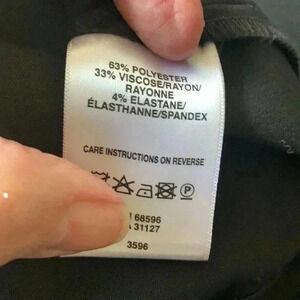 63% POLYESTER
33% VISCOSE/RAYON/
RAYONNE
4% ELASTANE/
ÉLASTHANNE/SPANDEX
CARE INSTRUCTIONS ON REVERSE
68596
31127
3596